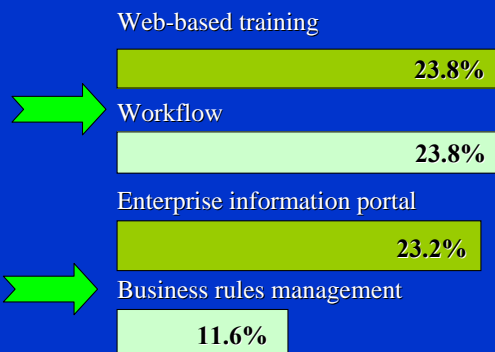 Web-based training
23.8%
Workflow
23.8%
Enterprise information portal
23.2%
Business rules management
11.6%